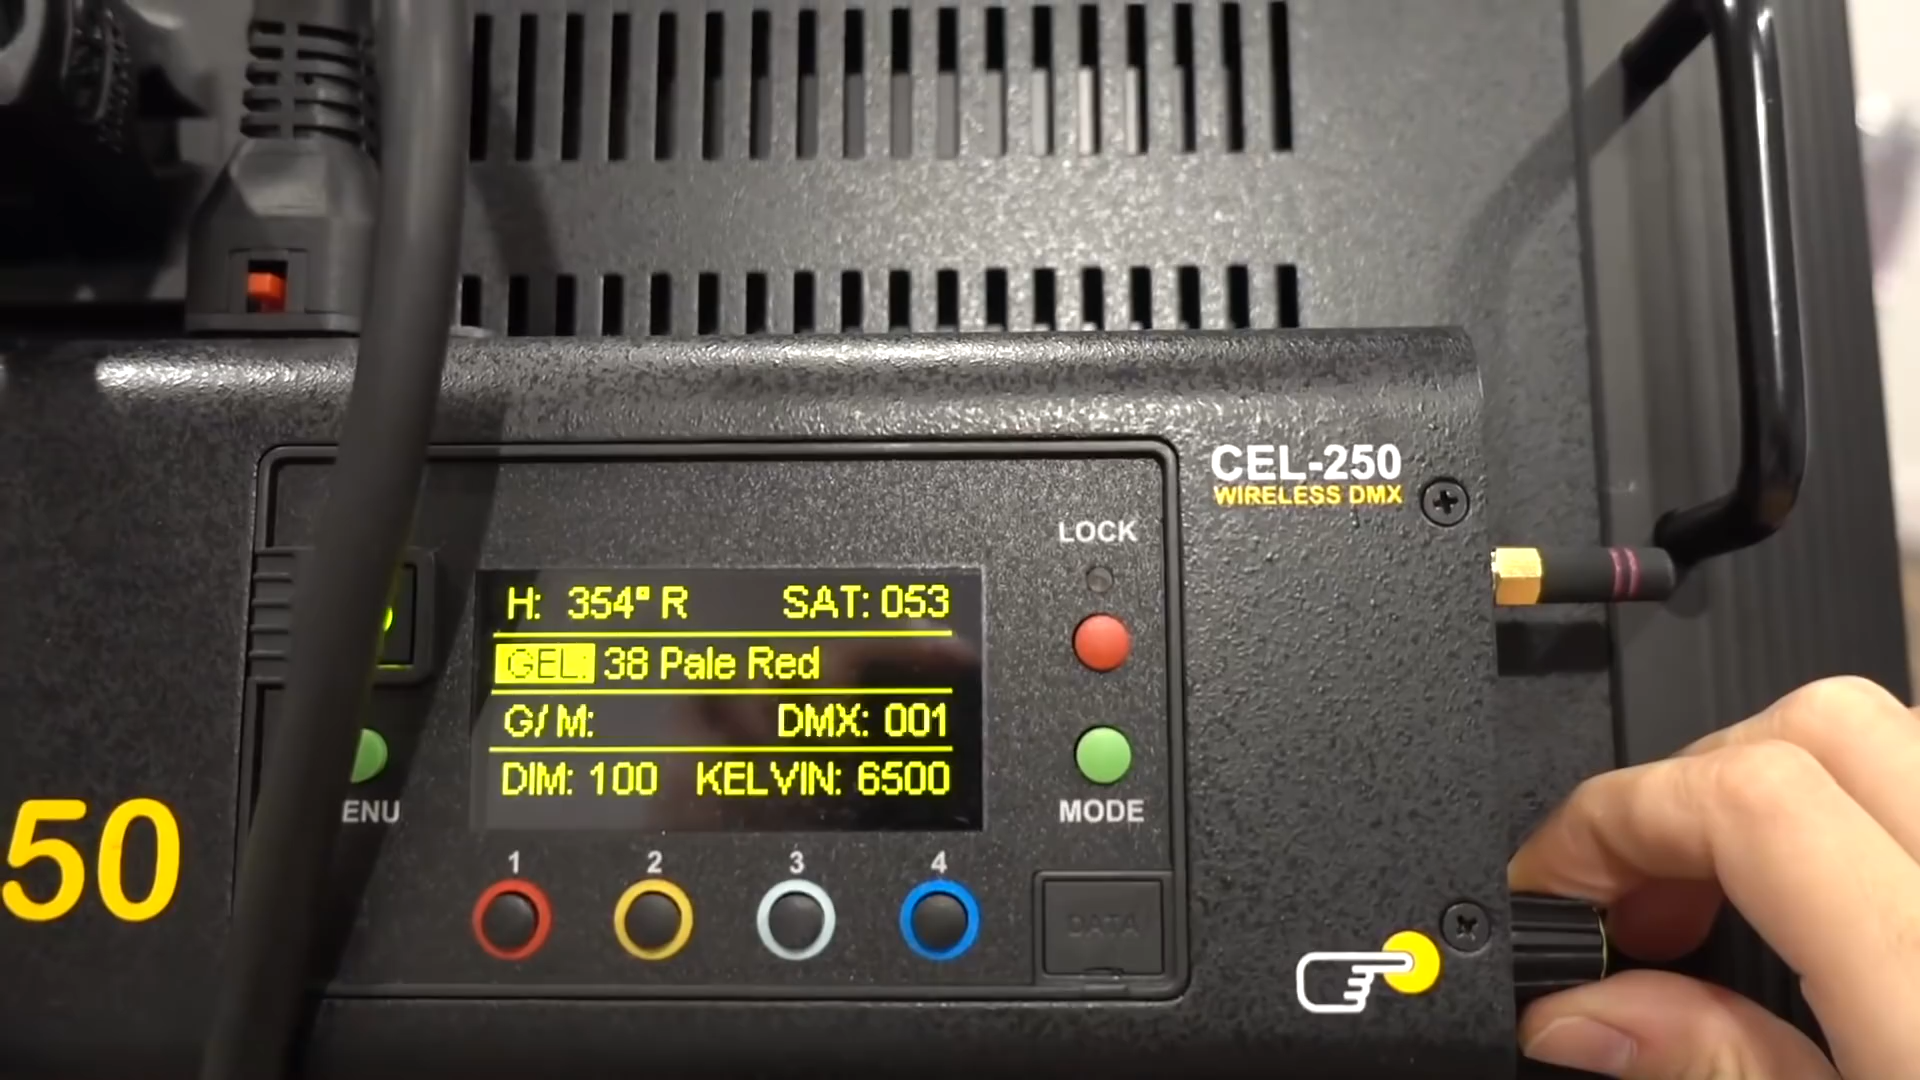 CEL-250
WIRELESS DMX
LOCK
H: 354° R SAT: 053
GEL: 38 Pale Red
G/M: DMX: 001
DIM: 100 KELVIN: 6500
ENU
MODE
50
1 2 3 4
DATA